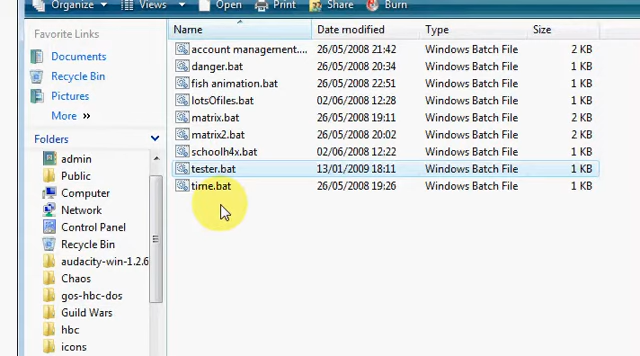 Organize Views Open Print Share Burn
Favorite Links
Documents
Recycle Bin
Pictures
More »
Folders
admin
Public
Computer
Network
Control Panel
Recycle Bin
audacity-win-1.2.6
Chaos
gos-hbc-dos
Guild Wars
hbc
icons
Name Date modified Type Size
account management.... 26/05/2008 21:42 Windows Batch File 2 KB
danger.bat 26/05/2008 20:34 Windows Batch File 1 KB
fish animation.bat 26/05/2008 22:51 Windows Batch File 1 KB
lotsOfiles.bat 02/06/2008 12:28 Windows Batch File 1 KB
matrix.bat 26/05/2008 19:11 Windows Batch File 1 KB
matrix2.bat 26/05/2008 20:02 Windows Batch File 1 KB
schoolh4x.bat 02/06/2008 12:22 Windows Batch File 1 KB
tester.bat 13/01/2009 18:11 Windows Batch File 1 KB
time.bat 26/05/2008 19:26 Windows Batch File 1 KB